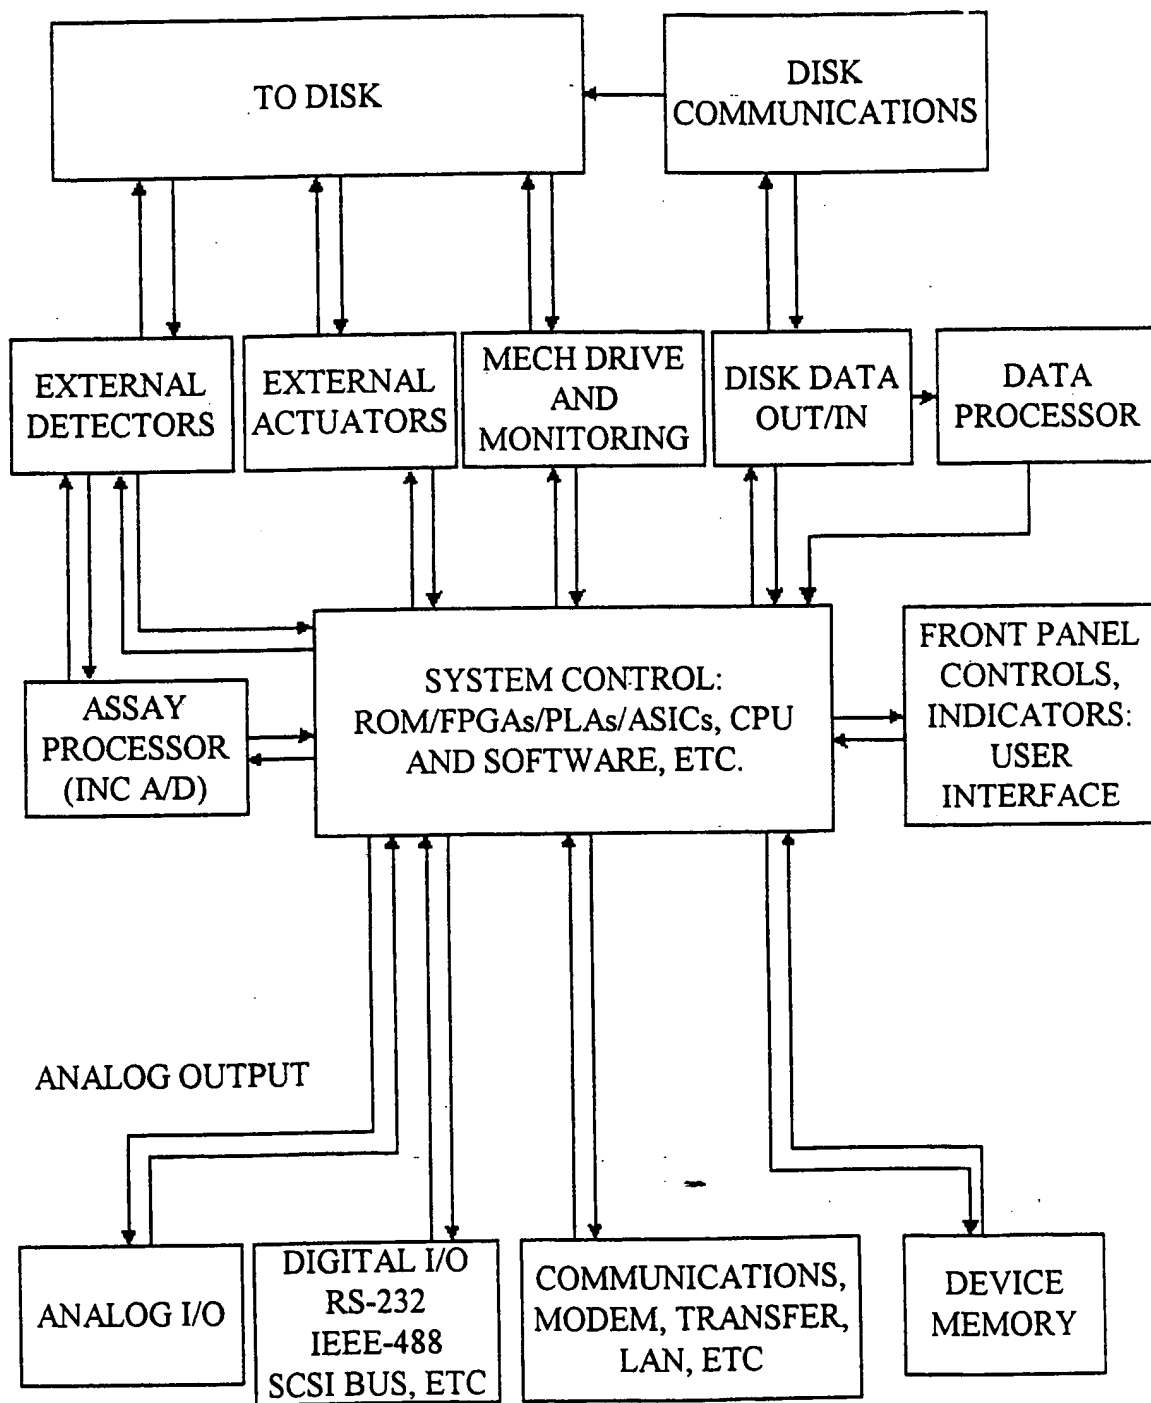 TO DISK
DISK
COMMUNICATIONS
EXTERNAL
DETECTORS
EXTERNAL
ACTUATORS
MECH DRIVE
AND
MONITORING
DISK DATA
OUT/IN
DATA
PROCESSOR
ASSAY
PROCESSOR
(INC A/D)
SYSTEM CONTROL:
ROM/FPGAs/PLAs/ASICs, CPU
AND SOFTWARE, ETC.
FRONT PANEL
CONTROLS,
INDICATORS:
USER
INTERFACE
ANALOG OUTPUT
ANALOG I/O
DIGITAL I/O
RS-232
IEEE-488
SCSI BUS, ETC
COMMUNICATIONS,
MODEM, TRANSFER,
LAN, ETC
DEVICE
MEMORY